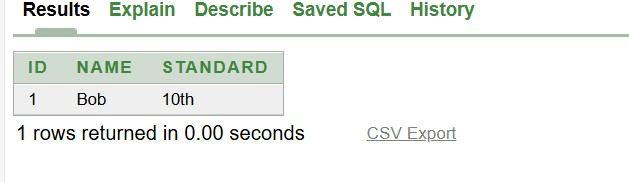 Results Explain Describe Saved SQL History
ID NAME STANDARD
1 Bob 10th
1 rows returned in 0.00 seconds CSV Export